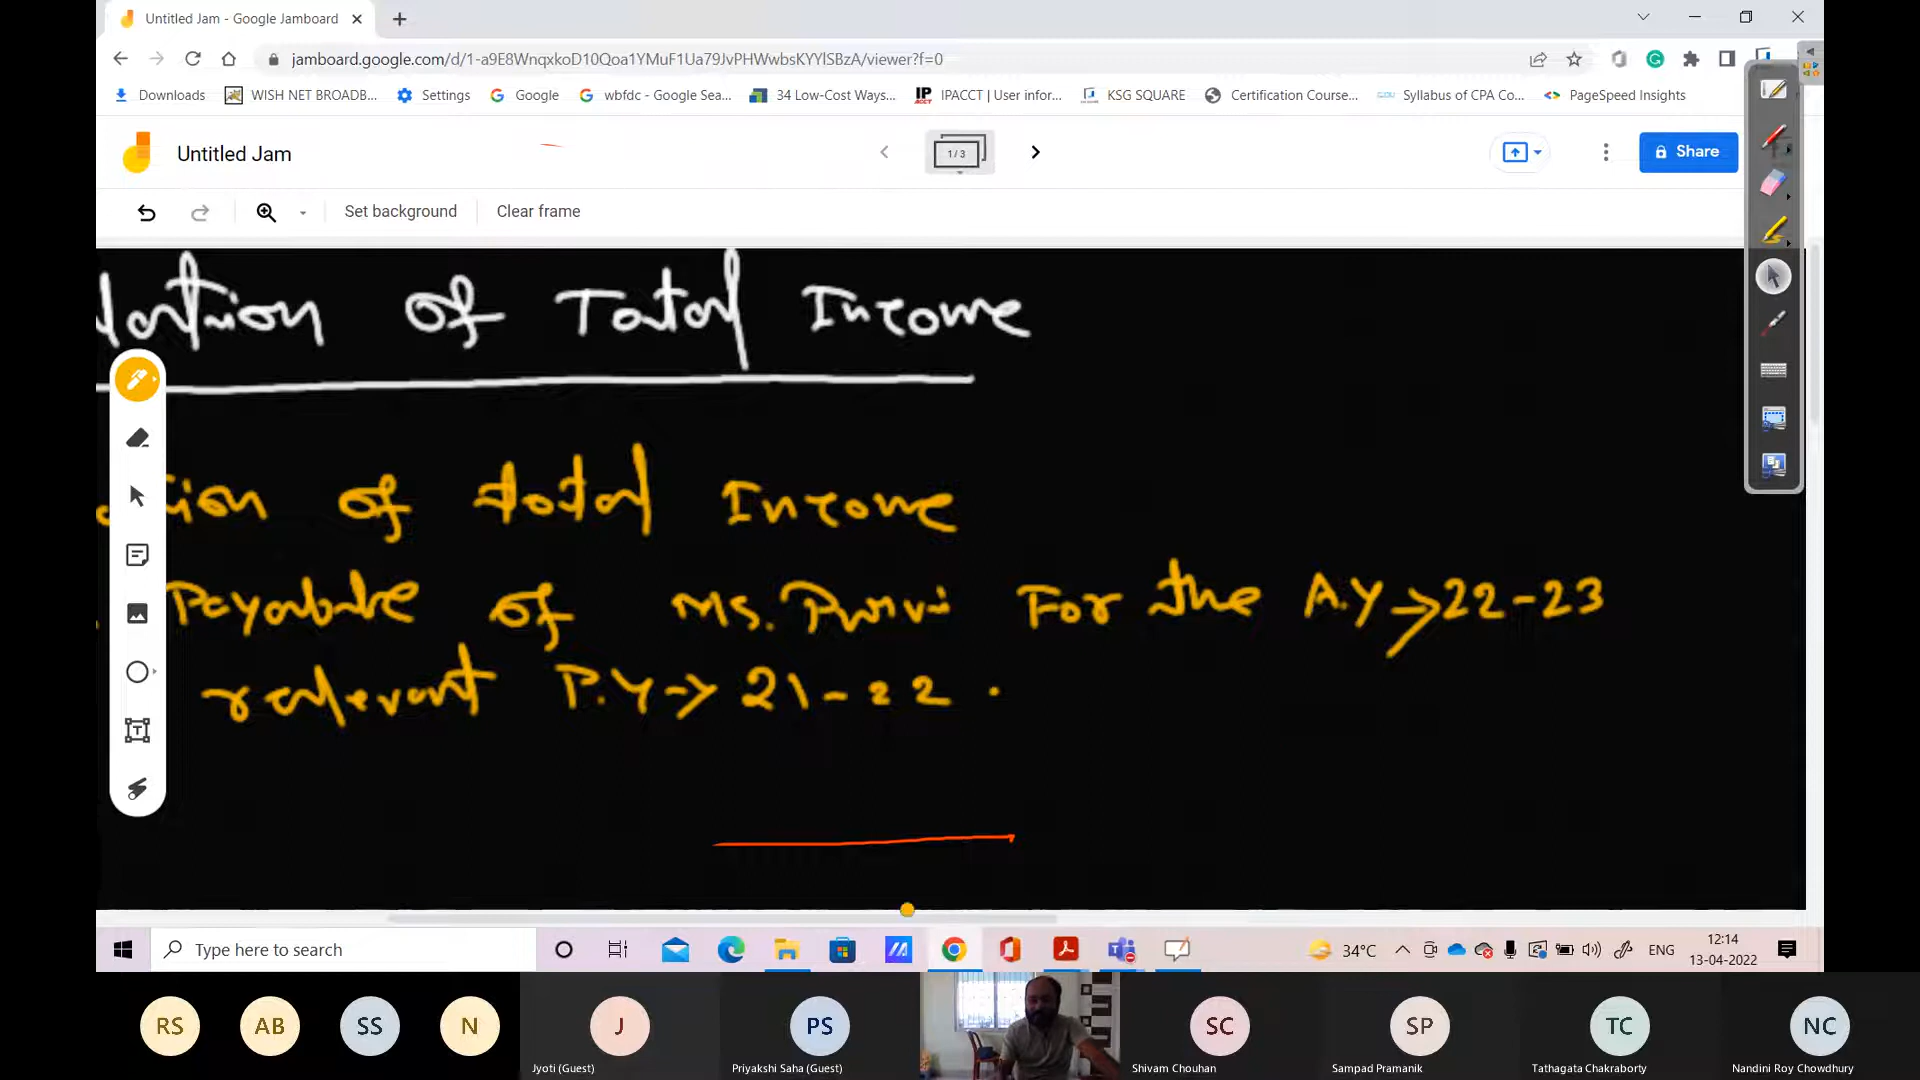 Untitled Jam - Google Jamboard
jamboard.google.com/d/1-a9E8WnqxkoD10Qoa1YMuF1Ua79JvPHWwbsKYYlSBzA/viewer?f=0
Downloads WISH NET BROADB... Settings Google wbfdc - Google Sea... 34 Low-Cost Ways... IPACCT | User infor... KSG SQUARE Certification Course... Syllabus of CPA Co... PageSpeed Insights
Untitled Jam 1 / 3 Share
Set background Clear frame
lation of Total Income
tion of total Income
Payable of Ms. Purvi For the A.Y → 22-23
relevant P.Y → 21-22 .
Type here to search 34°C ENG 12:14
13-04-2022
RS AB SS N J PS SC SP TC NC
Jyoti (Guest) Priyakshi Saha (Guest) Shivam Chouhan Sampad Pramanik Tathagata Chakraborty Nandini Roy Chowdhury